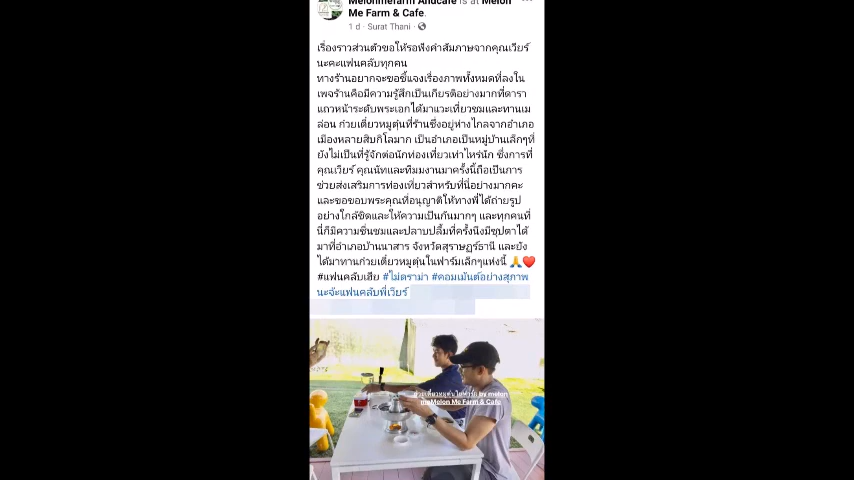 Melonmefarm Andcafe is at Melon
Me Farm & Cafe.
1 d · Surat Thani ·
เรื่องราวส่วนตัวขอให้รอฟังคำสัมภาษจากคุณเวียร์
นะคะแฟนคลับทุกคน
ทางร้านอยากจะขอชี้แจงเรื่องภาพทั้งหมดที่ลงใน
เพจร้านคือมีความรู้สึกเป็นเกียรติอย่างมากที่ดารา
แถวหน้าระดับพระเอกได้มาแวะเที่ยวชมและทานเม
ล่อน ก๋วยเตี๋ยวหมูตุ๋นที่ร้านซึ่งอยู่ห่างไกลจากอำเภอ
เมืองหลายสิบกิโลมาก เป็นอำเภอเป็นหมู่บ้านเล็กๆที่
ยังไม่เป็นที่รู้จักต่อนักท่องเที่ยวเท่าไหร่นัก ซึ่งการที่
คุณเวียร์ คุณนัทและทีมมงานมาครั้งนี้ถือเป็นการ
ช่วยส่งเสริมการท่องเที่ยวสำหรับที่นี่อย่างมากคะ
และขอขอบพระคุณที่อนุญาติให้ทางพี่ได้ถ่ายรูป
อย่างใกล้ชิดและให้ความเป็นกันมากๆ และทุกคนที่
นี่ก็มีความชื่นชมและปลาบปลื้มที่ครั้งนึงมีซุปตาได้
มาที่อำเภอบ้านนาสาร จังหวัดสุราษฏร์ธานี และยัง
ได้มาทานก๋วยเตี๋ยวหมูตุ๋นในฟาร์มเล็กๆแห่งนี้ 🙏❤️
#แฟนคลับเฮีย #ไม่ดราม่า #คอมเม้นต์อย่างสุภาพ
นะจ๊ะแฟนคลับพี่เวียร์
ก๋วยเตี๋ยวหมูตุ๋น by melon
meMelon Me Farm & Cafe